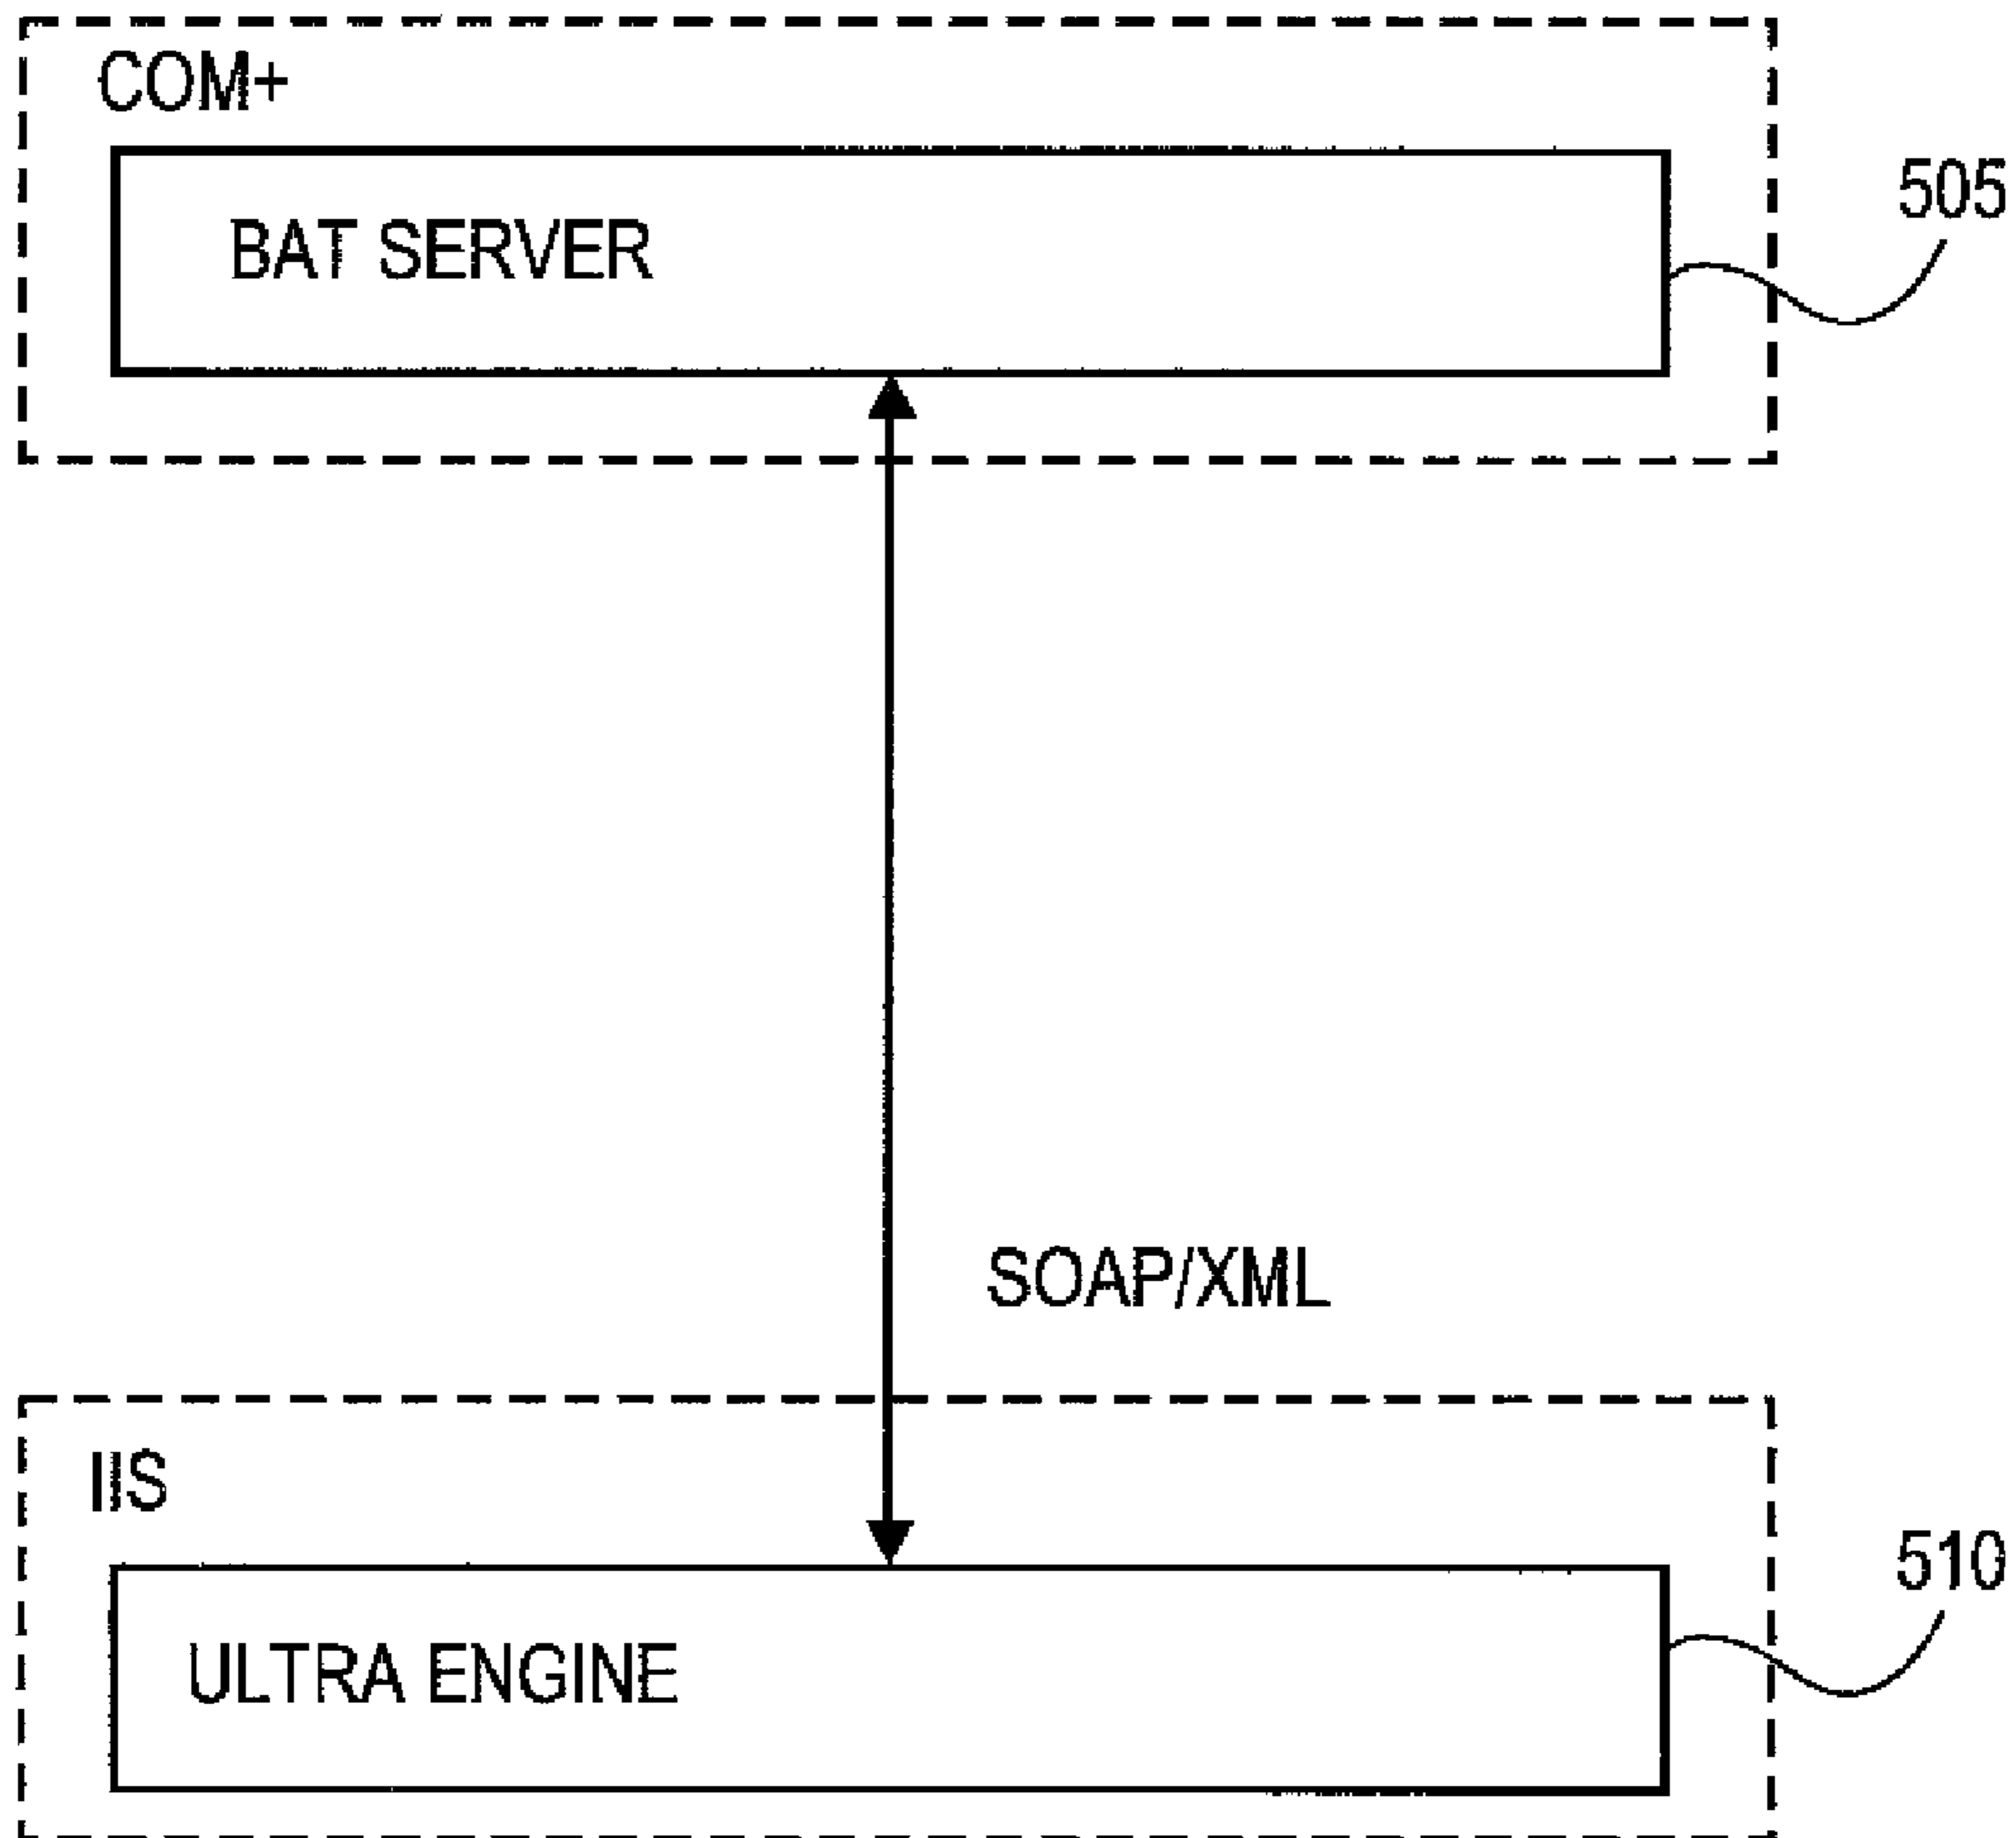 COM+
BAT SERVER
505
SOAP/XML
IIS
510
ULTRA ENGINE